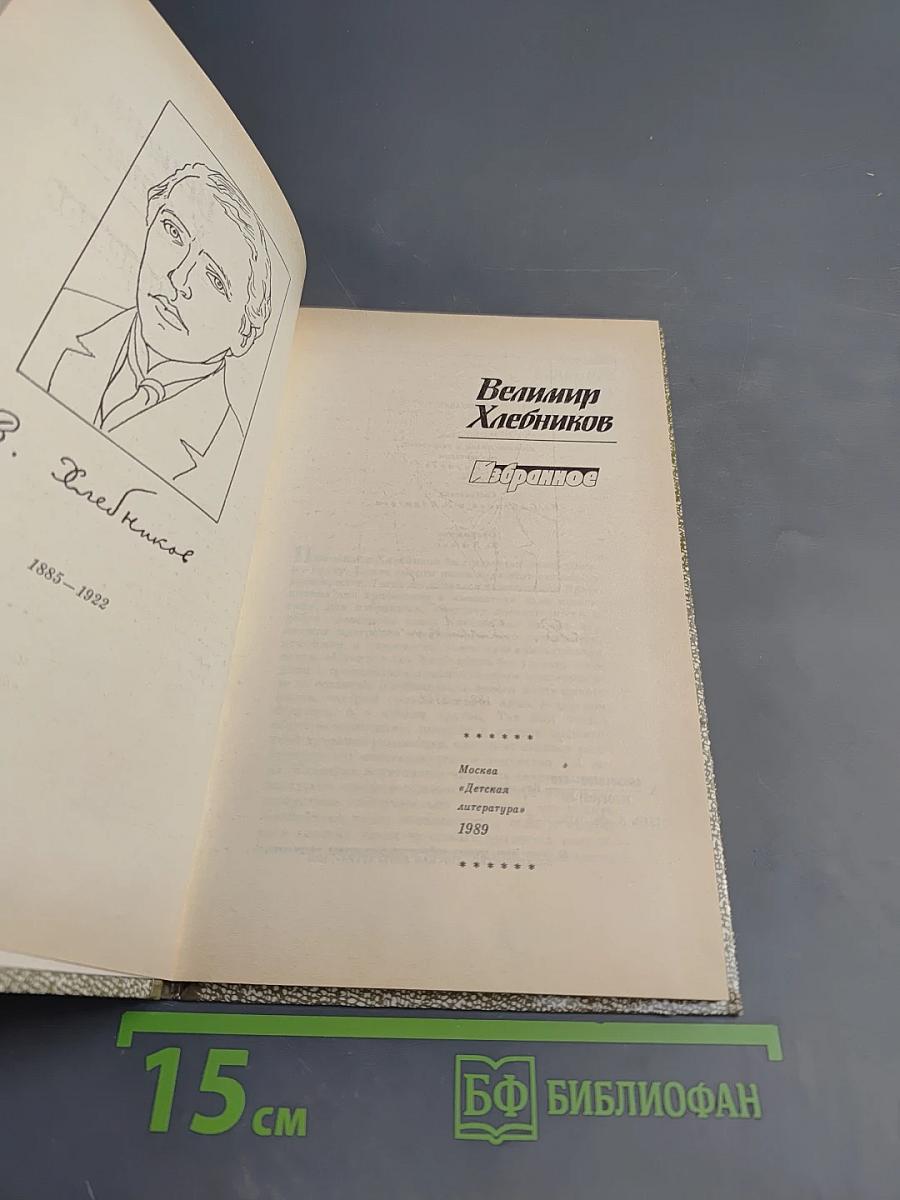 В. Хлебников
1885—1922
Велимир
Хлебников
Избранное
* * * * * *
Москва
«Детская
литература»
1989
* * * * * *
15 см
БФ БИБЛИОФАН